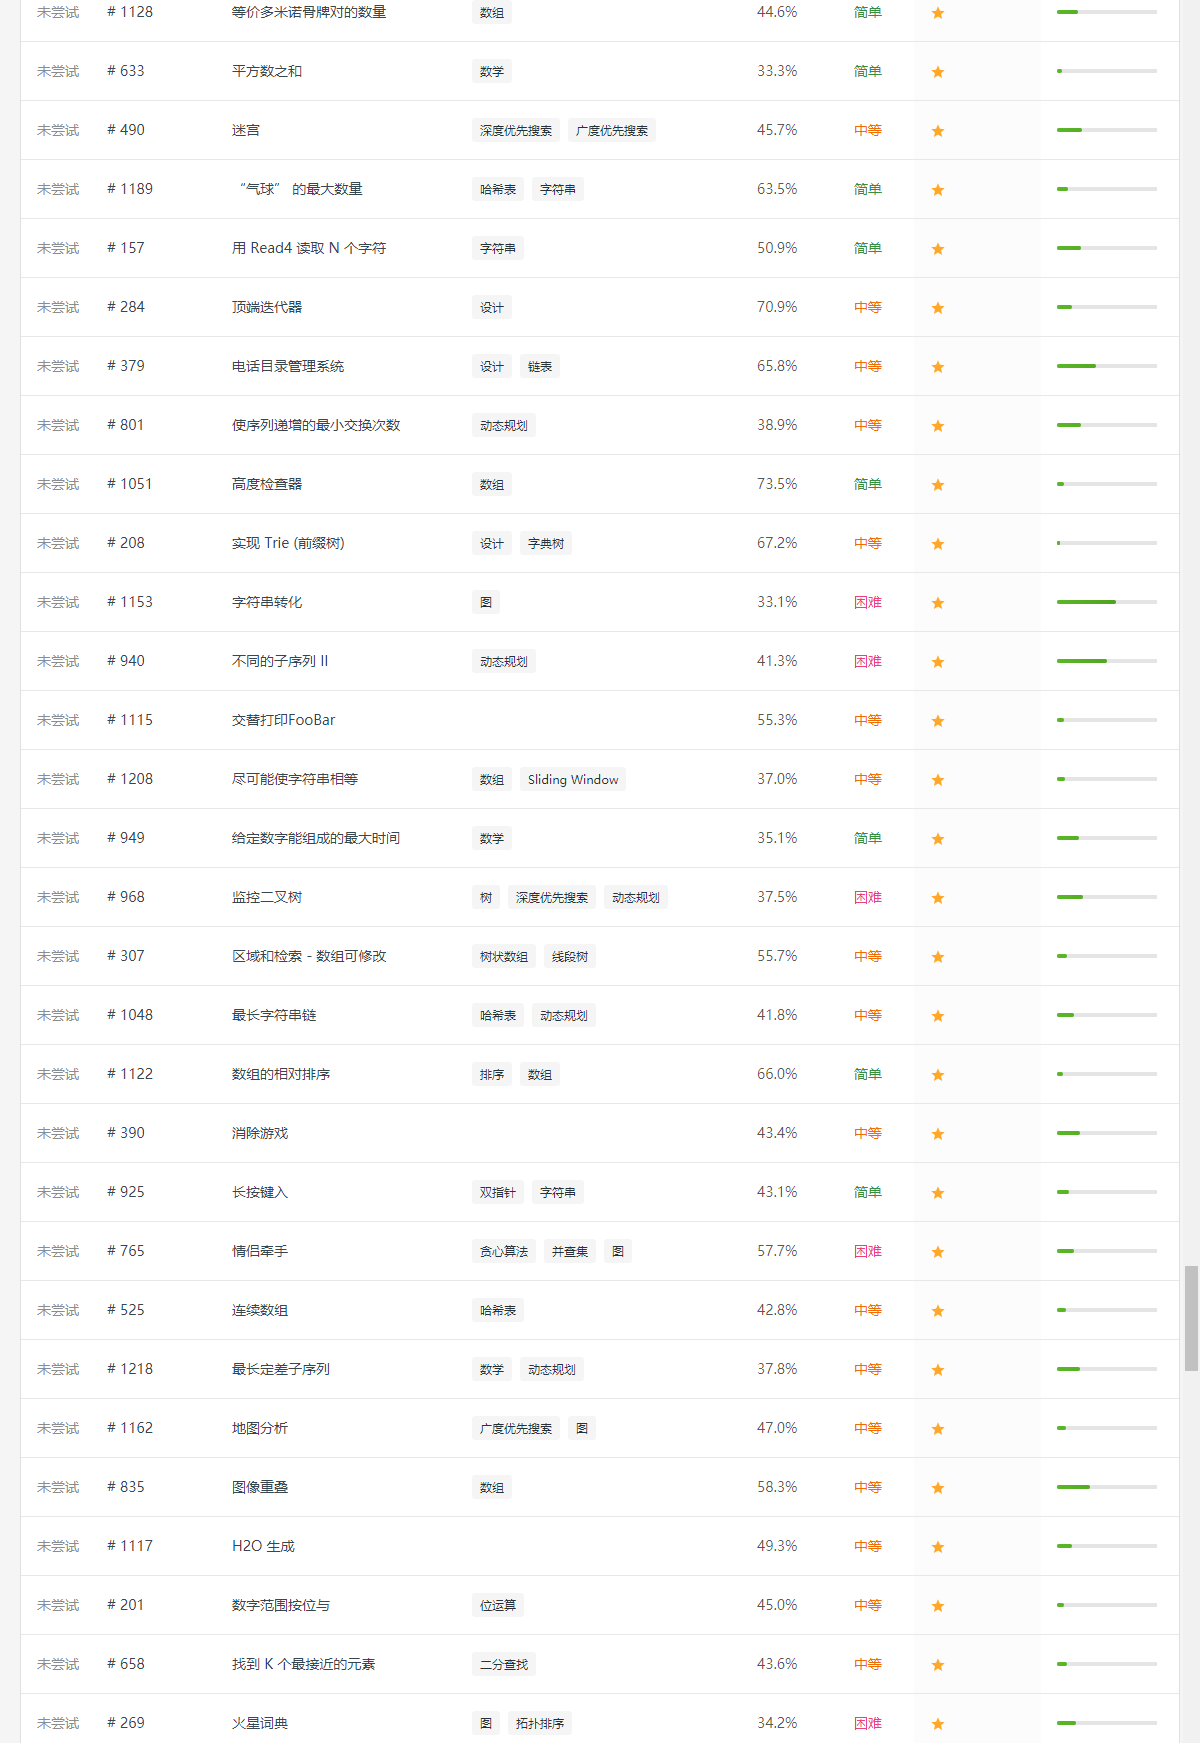 未尝试 # 1128 等价多米诺骨牌对的数量 数组 44.6% 简单
未尝试 # 633 平方数之和 数学 33.3% 简单
未尝试 # 490 迷宫 深度优先搜索 广度优先搜索 45.7% 中等
未尝试 # 1189 “气球” 的最大数量 哈希表 字符串 63.5% 简单
未尝试 # 157 用 Read4 读取 N 个字符 字符串 50.9% 简单
未尝试 # 284 顶端迭代器 设计 70.9% 中等
未尝试 # 379 电话目录管理系统 设计 链表 65.8% 中等
未尝试 # 801 使序列递增的最小交换次数 动态规划 38.9% 中等
未尝试 # 1051 高度检查器 数组 73.5% 简单
未尝试 # 208 实现 Trie (前缀树) 设计 字典树 67.2% 中等
未尝试 # 1153 字符串转化 图 33.1% 困难
未尝试 # 940 不同的子序列 II 动态规划 41.3% 困难
未尝试 # 1115 交替打印FooBar 55.3% 中等
未尝试 # 1208 尽可能使字符串相等 数组 Sliding Window 37.0% 中等
未尝试 # 949 给定数字能组成的最大时间 数学 35.1% 简单
未尝试 # 968 监控二叉树 树 深度优先搜索 动态规划 37.5% 困难
未尝试 # 307 区域和检索 - 数组可修改 树状数组 线段树 55.7% 中等
未尝试 # 1048 最长字符串链 哈希表 动态规划 41.8% 中等
未尝试 # 1122 数组的相对排序 排序 数组 66.0% 简单
未尝试 # 390 消除游戏 43.4% 中等
未尝试 # 925 长按键入 双指针 字符串 43.1% 简单
未尝试 # 765 情侣牵手 贪心算法 并查集 图 57.7% 困难
未尝试 # 525 连续数组 哈希表 42.8% 中等
未尝试 # 1218 最长定差子序列 数学 动态规划 37.8% 中等
未尝试 # 1162 地图分析 广度优先搜索 图 47.0% 中等
未尝试 # 835 图像重叠 数组 58.3% 中等
未尝试 # 1117 H2O 生成 49.3% 中等
未尝试 # 201 数字范围按位与 位运算 45.0% 中等
未尝试 # 658 找到 K 个最接近的元素 二分查找 43.6% 中等
未尝试 # 269 火星词典 图 拓扑排序 34.2% 困难